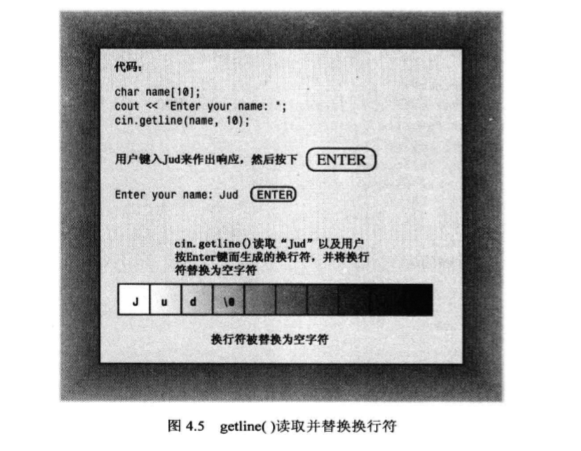 代码：
char name[10];
cout << "Enter your name: ";
cin.getline(name, 10);
用户键入Jud来作出响应，然后按下 ENTER
Enter your name: Jud ENTER
cin.getline()读取“Jud”以及用户
按Enter键而生成的换行符，并将换行
符替换为空字符
J u d \0
换行符被替换为空字符
图 4.5 getline( )读取并替换换行符